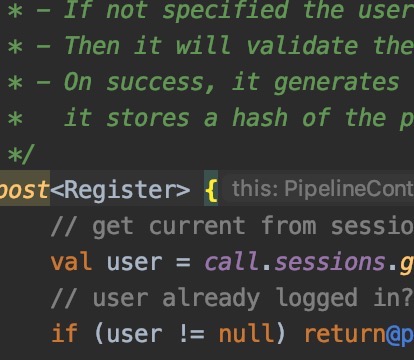 * - If not specified the user
* - Then it will validate the
* - On success, it generates
*   it stores a hash of the p
*/
post<Register> { this: PipelineCont
// get current from sessio
val user = call.sessions.g
// user already logged in?
if (user != null) return@p